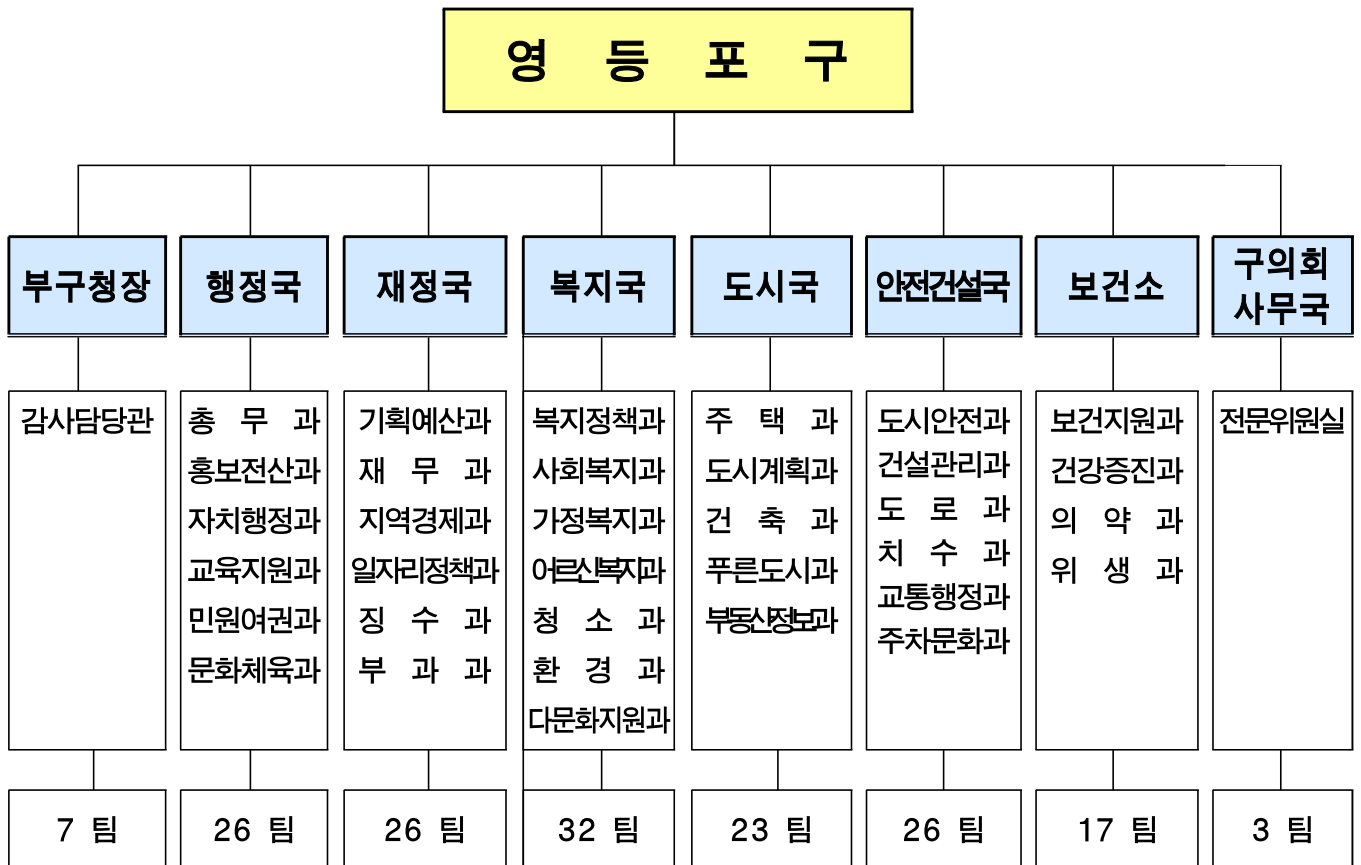 영 등 포 구
부구청장
행정국
재정국
복지국
도시국
안전건설국
보건소
구의회
사무국
감사담당관
총 무 과
홍보전산과
자치행정과
교육지원과
민원여권과
문화체육과
기획예산과
재 무 과
지역경제과
일자리정책과
징 수 과
부 과 과
복지정책과
사회복지과
가정복지과
어르신복지과
청 소 과
환 경 과
다문화지원과
주 택 과
도시계획과
건 축 과
푸른도시과
부동산정보과
도시안전과
건설관리과
도 로 과
치 수 과
교통행정과
주차문화과
보건지원과
건강증진과
의 약 과
위 생 과
전문위원실
7 팀
26 팀
26 팀
32 팀
23 팀
26 팀
17 팀
3 팀